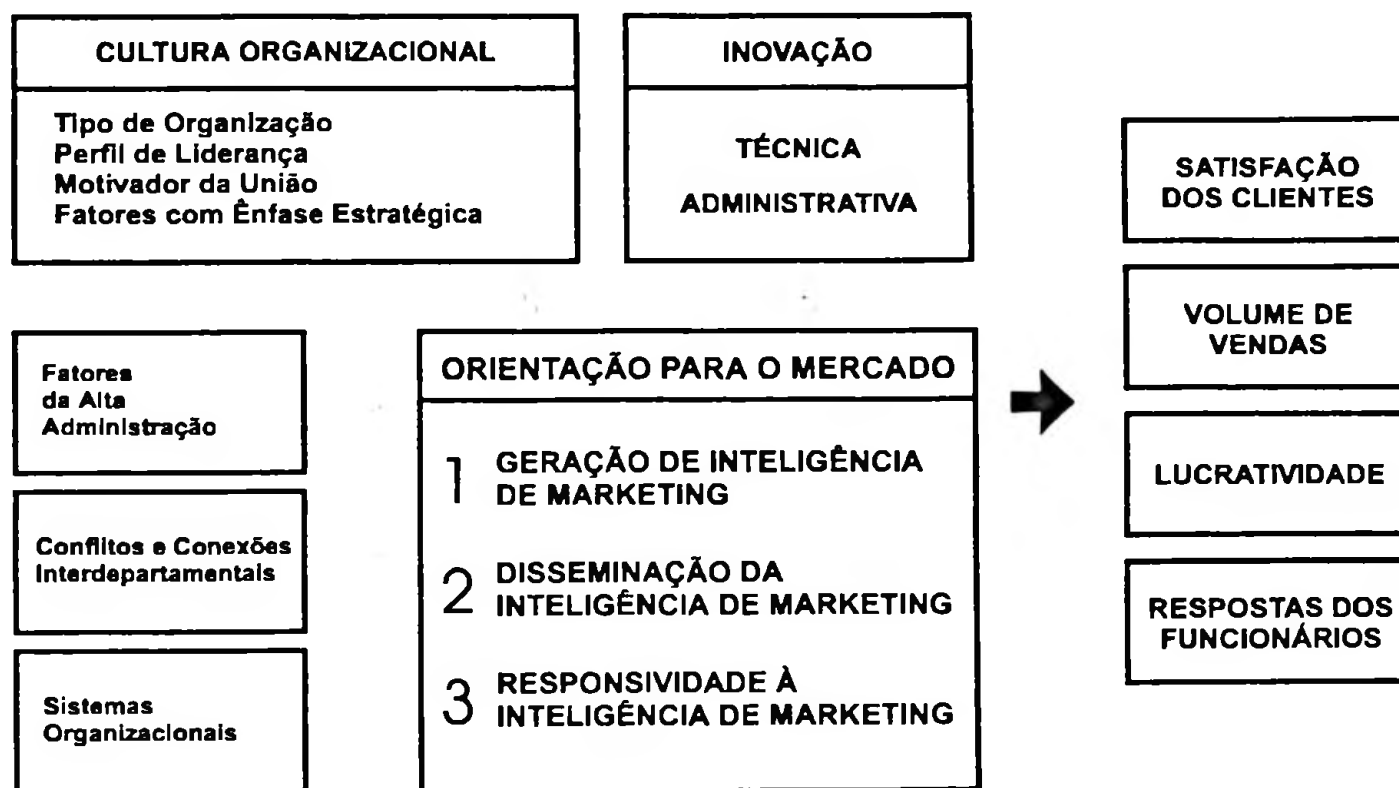 CULTURA ORGANIZACIONAL
Tipo de Organização
Perfil de Liderança
Motivador da União
Fatores com Ênfase Estratégica
INOVAÇÃO
TÉCNICA
ADMINISTRATIVA
Fatores
da Alta
Administração
Conflitos e Conexões
Interdepartamentais
Sistemas
Organizacionais
ORIENTAÇÃO PARA O MERCADO
1 GERAÇÃO DE INTELIGÊNCIA
DE MARKETING
2 DISSEMINAÇÃO DA
INTELIGÊNCIA DE MARKETING
3 RESPONSIVIDADE À
INTELIGÊNCIA DE MARKETING
SATISFAÇÃO
DOS CLIENTES
VOLUME DE
VENDAS
LUCRATIVIDADE
RESPOSTAS DOS
FUNCIONÁRIOS